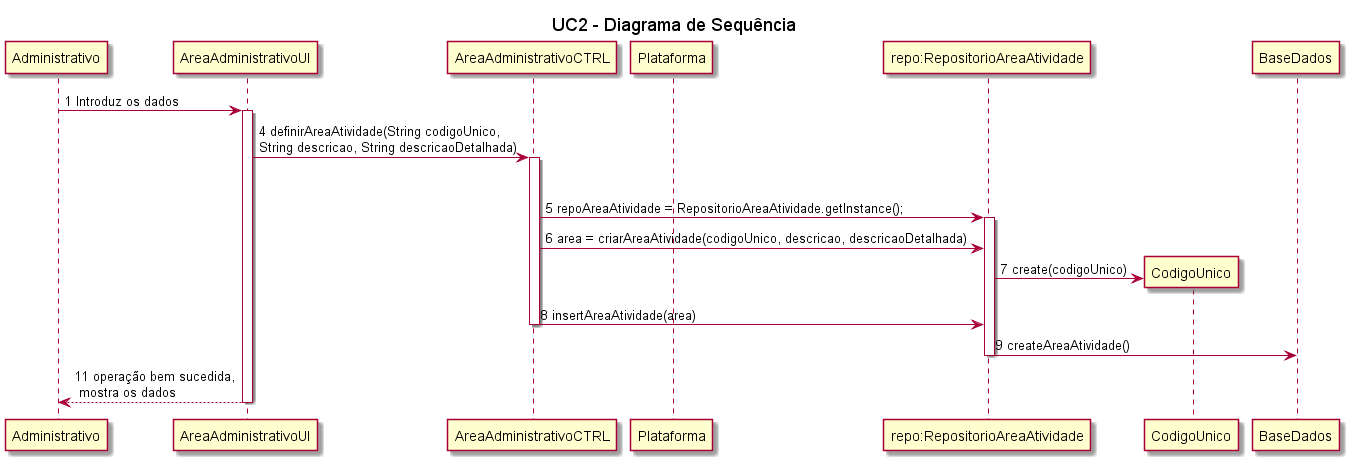 UC2 - Diagrama de Sequência
Administrativo
AreaAdministrativoUI
AreaAdministrativoCTRL
Plataforma
repo:RepositorioAreaAtividade
BaseDados
1 Introduz os dados
4 definirAreaAtividade(String codigoUnico,
String descricao, String descricaoDetalhada)
5 repoAreaAtividade = RepositorioAreaAtividade.getInstance();
6 area = criarAreaAtividade(codigoUnico, descricao, descricaoDetalhada)
7 create(codigoUnico)
CodigoUnico
8 insertAreaAtividade(area)
9 createAreaAtividade()
11 operação bem sucedida,
mostra os dados
Administrativo
AreaAdministrativoUI
AreaAdministrativoCTRL
Plataforma
repo:RepositorioAreaAtividade
CodigoUnico
BaseDados